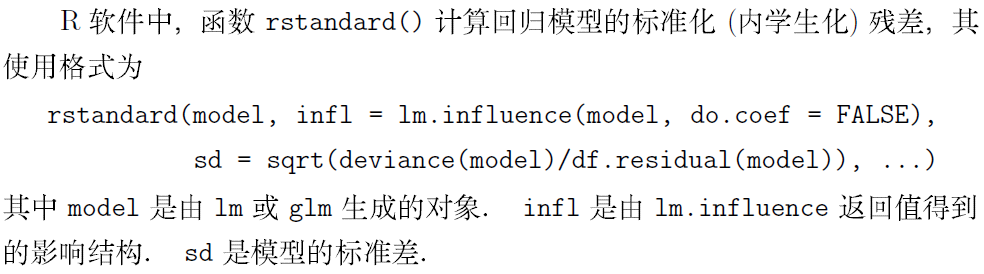 R 软件中, 函数 rstandard() 计算回归模型的标准化 (内学生化) 残差, 其
使用格式为
rstandard(model, infl = lm.influence(model, do.coef = FALSE),
sd = sqrt(deviance(model)/df.residual(model)), ...)
其中 model 是由 lm 或 glm 生成的对象. infl 是由 lm.influence 返回值得到
的影响结构. sd 是模型的标准差.